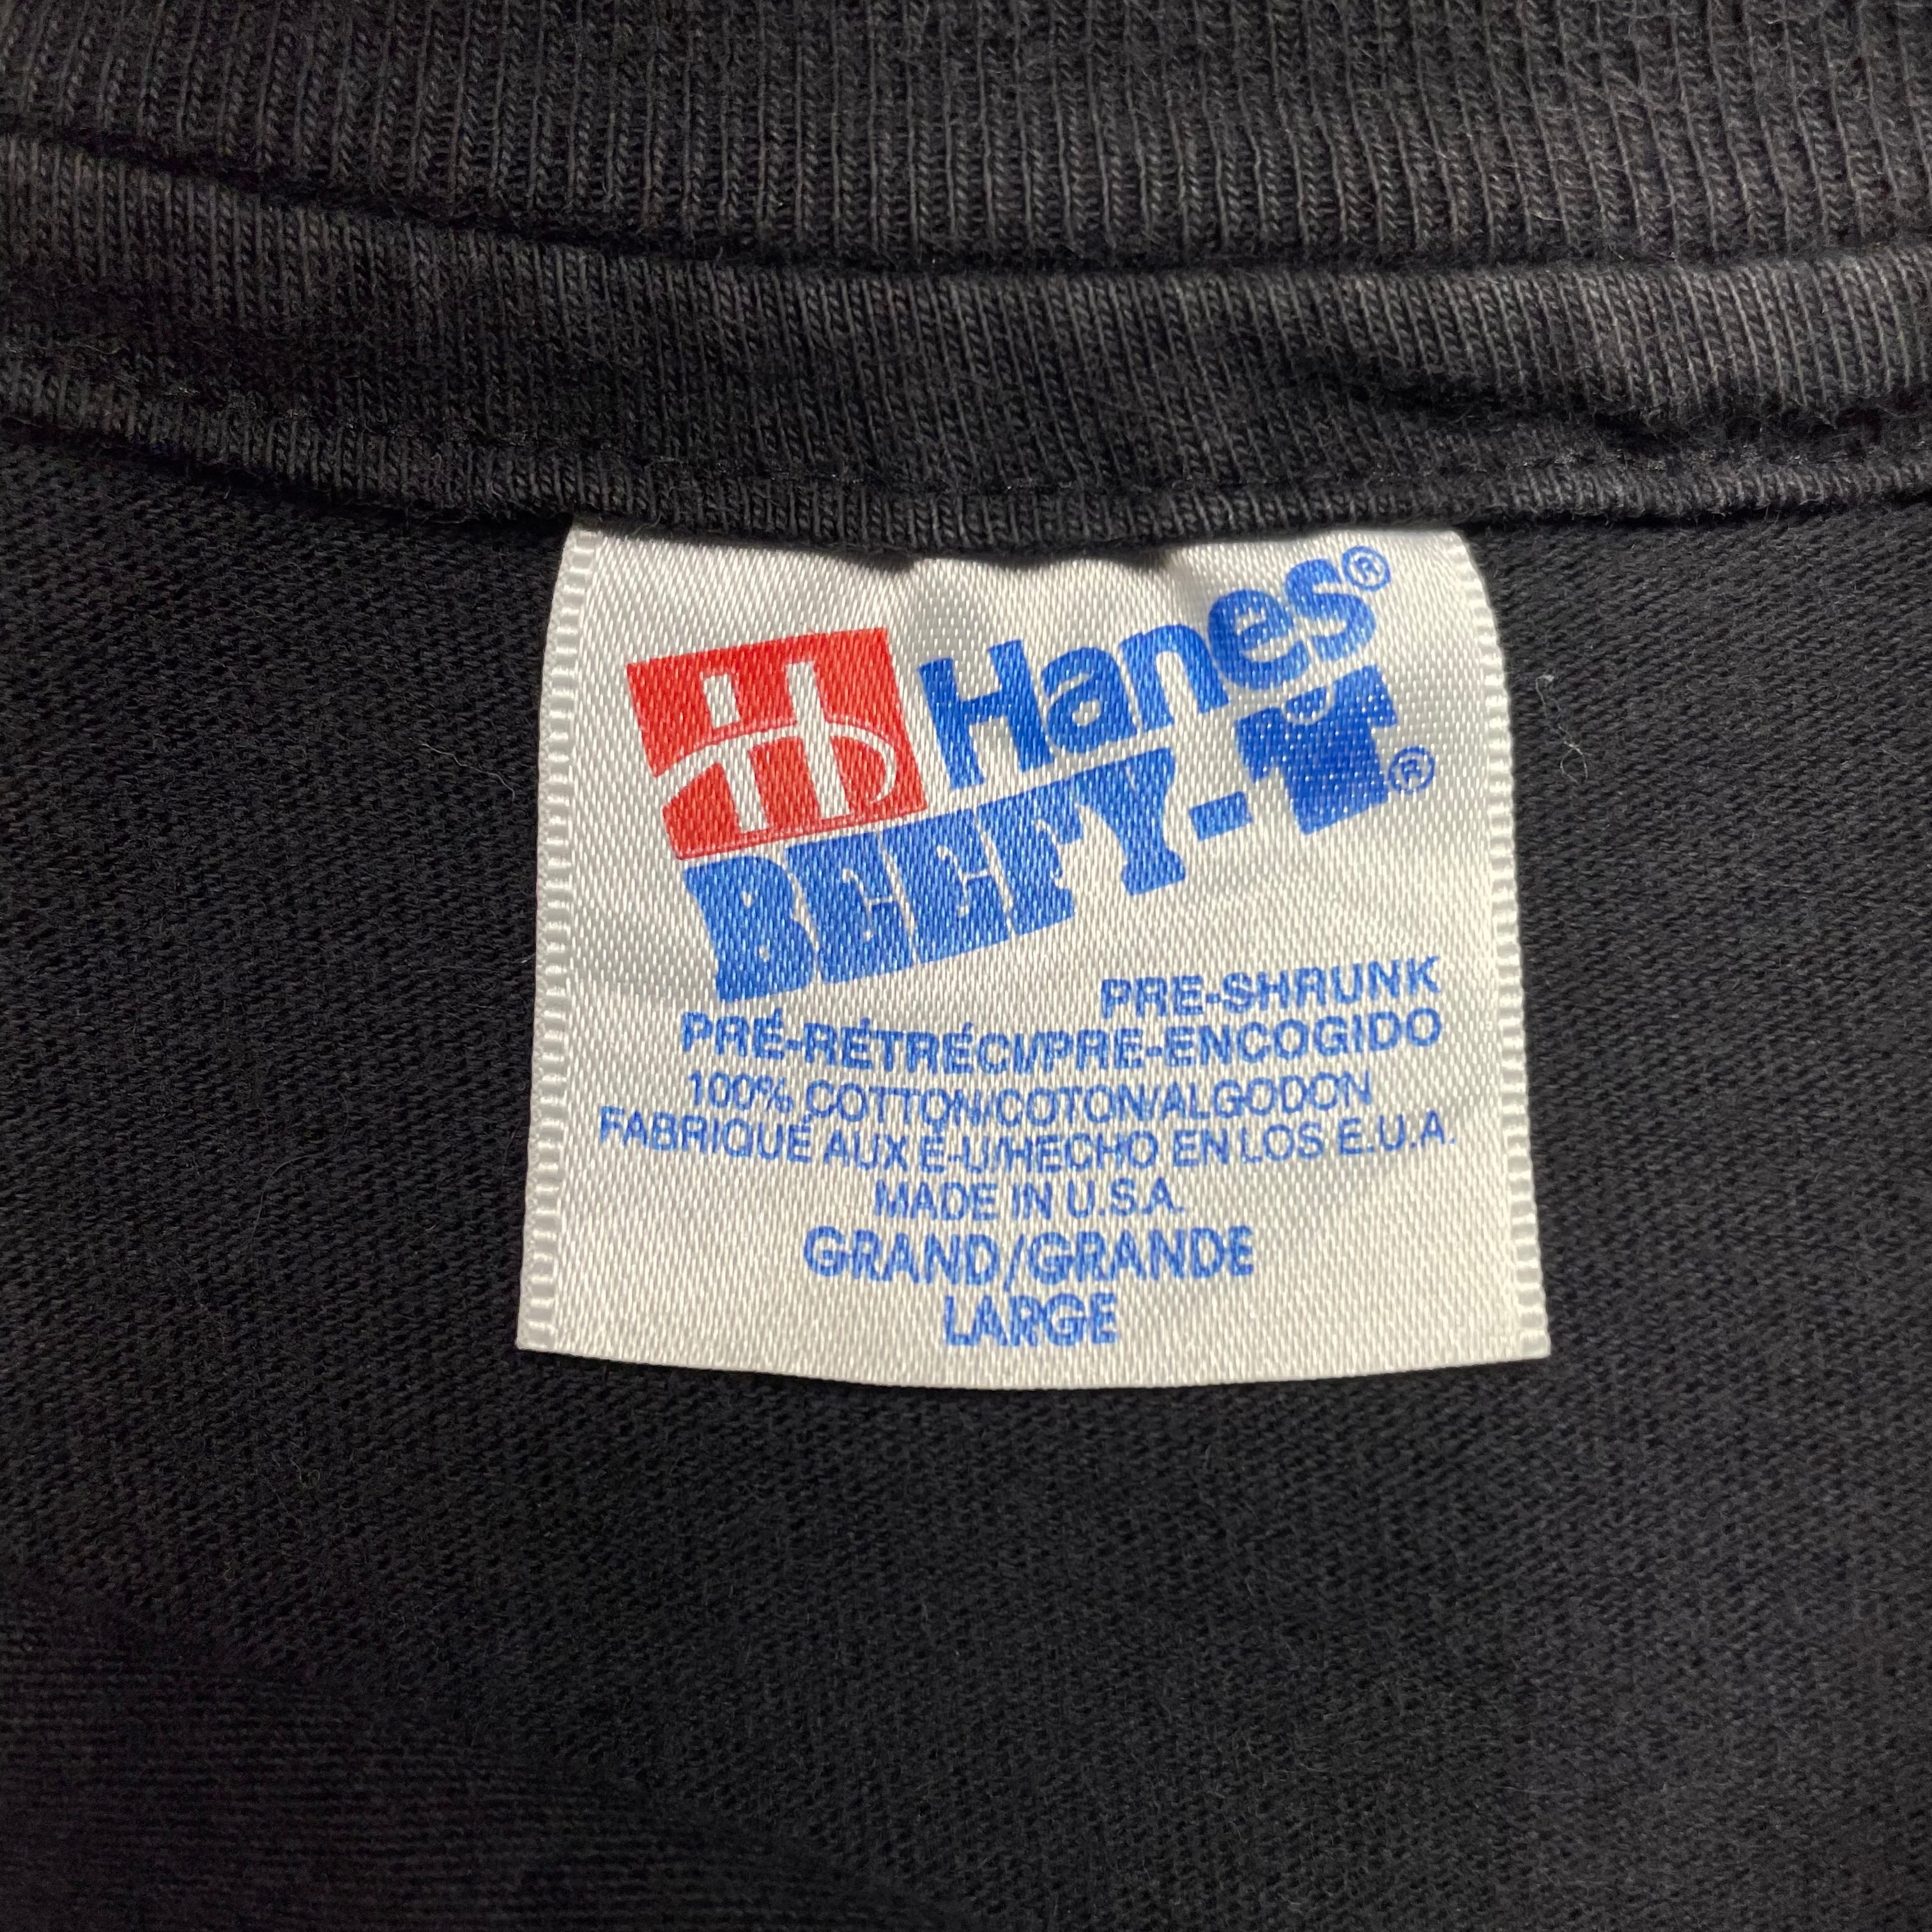 Hanes®
BEEFY-T®
PRE-SHRUNK
PRÉ-RÉTRÉCI/PRE-ENCOGIDO
100% COTTON/COTON/ALGODON
FABRIQUÉ AUX É-U/HECHO EN LOS E.U.A.
MADE IN U.S.A.
GRAND/GRANDE
LARGE